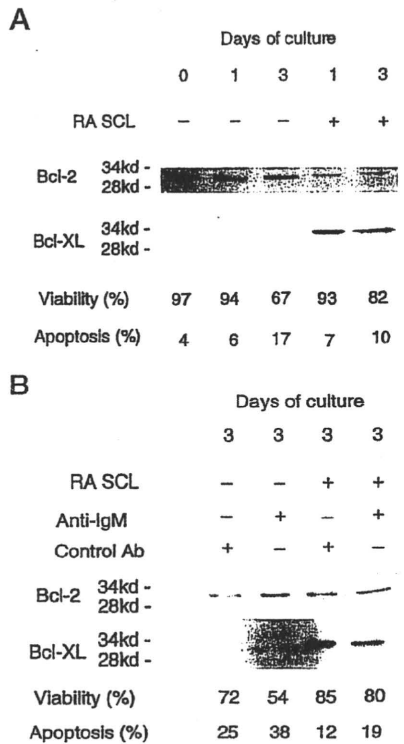 A
Days of culture
0 1 3 1 3
RA SCL − − − + +
Bcl-2 34kd -
28kd -
Bcl-XL 34kd -
28kd -
Viability (%) 97 94 67 93 82
Apoptosis (%) 4 6 17 7 10
B
Days of culture
3 3 3 3
RA SCL − − + +
Anti-IgM − + − +
Control Ab + − + −
Bcl-2 34kd -
28kd -
Bcl-XL 34kd -
28kd -
Viability (%) 72 54 85 80
Apoptosis (%) 25 38 12 19